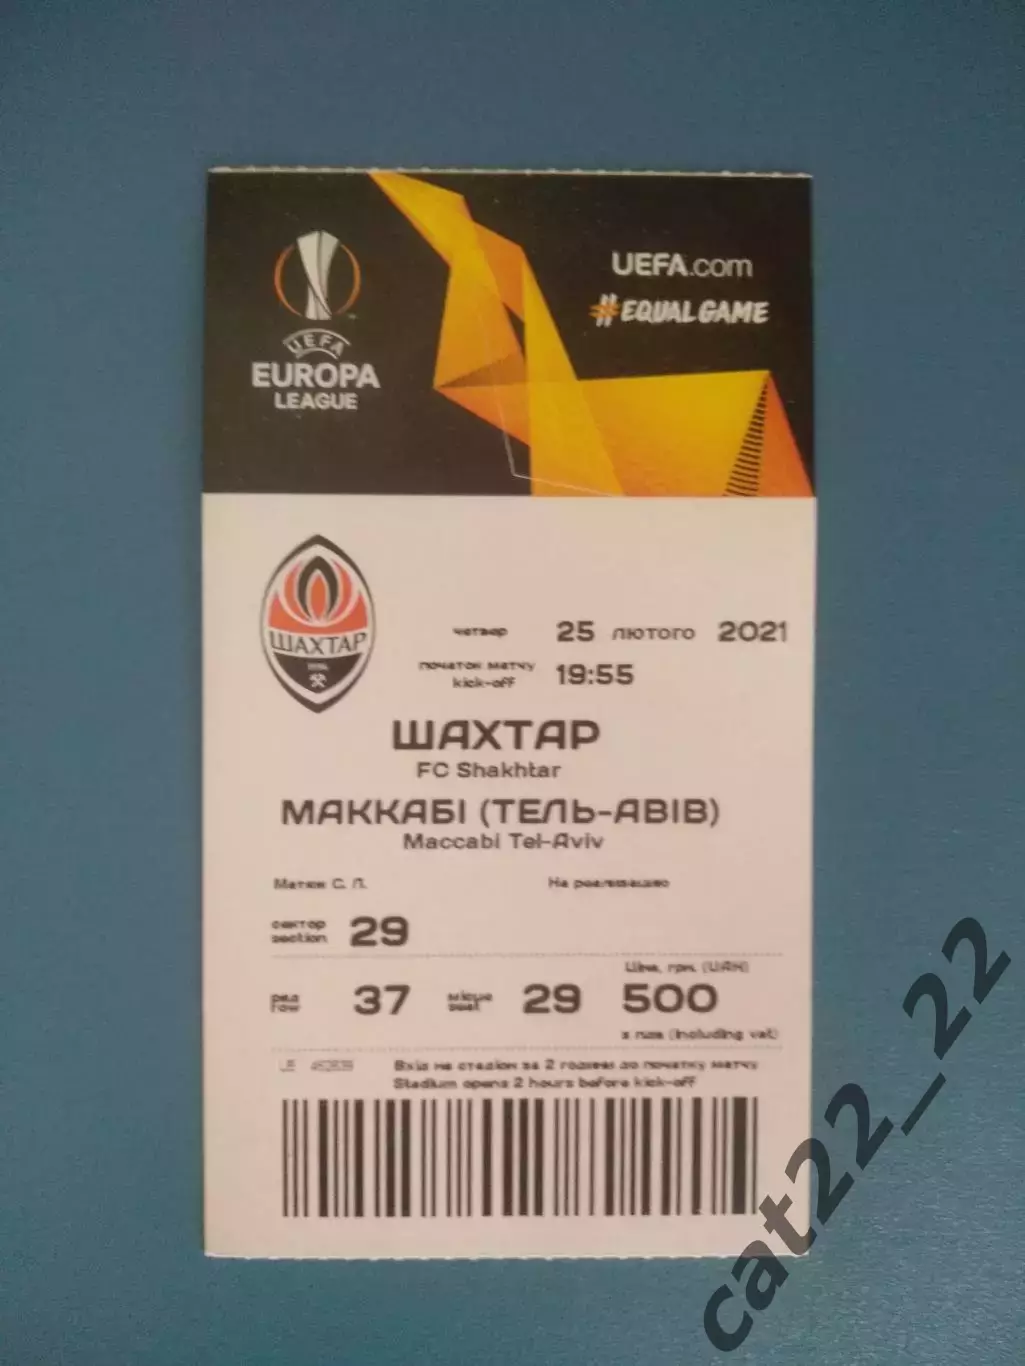 UEFA.com
#EQUALGAME
UEFA
EUROPA
LEAGUE
ШАХТАР
1936
четвер 25 лютого 2021
початок матчу
kick-off 19:55
ШАХТАР
FC Shakhtar
МАККАБІ (ТЕЛЬ-АВІВ)
Maccabi Tel-Aviv
На реалізацію
сектор
section 29
Ціна, грн. (UAH)
ряд
row 37 місце
seat 29 500
з пдв (including vat)
Вхід на стадіон за 2 години до початку матчу
Stadium opens 2 hours before kick-off
cat22_22